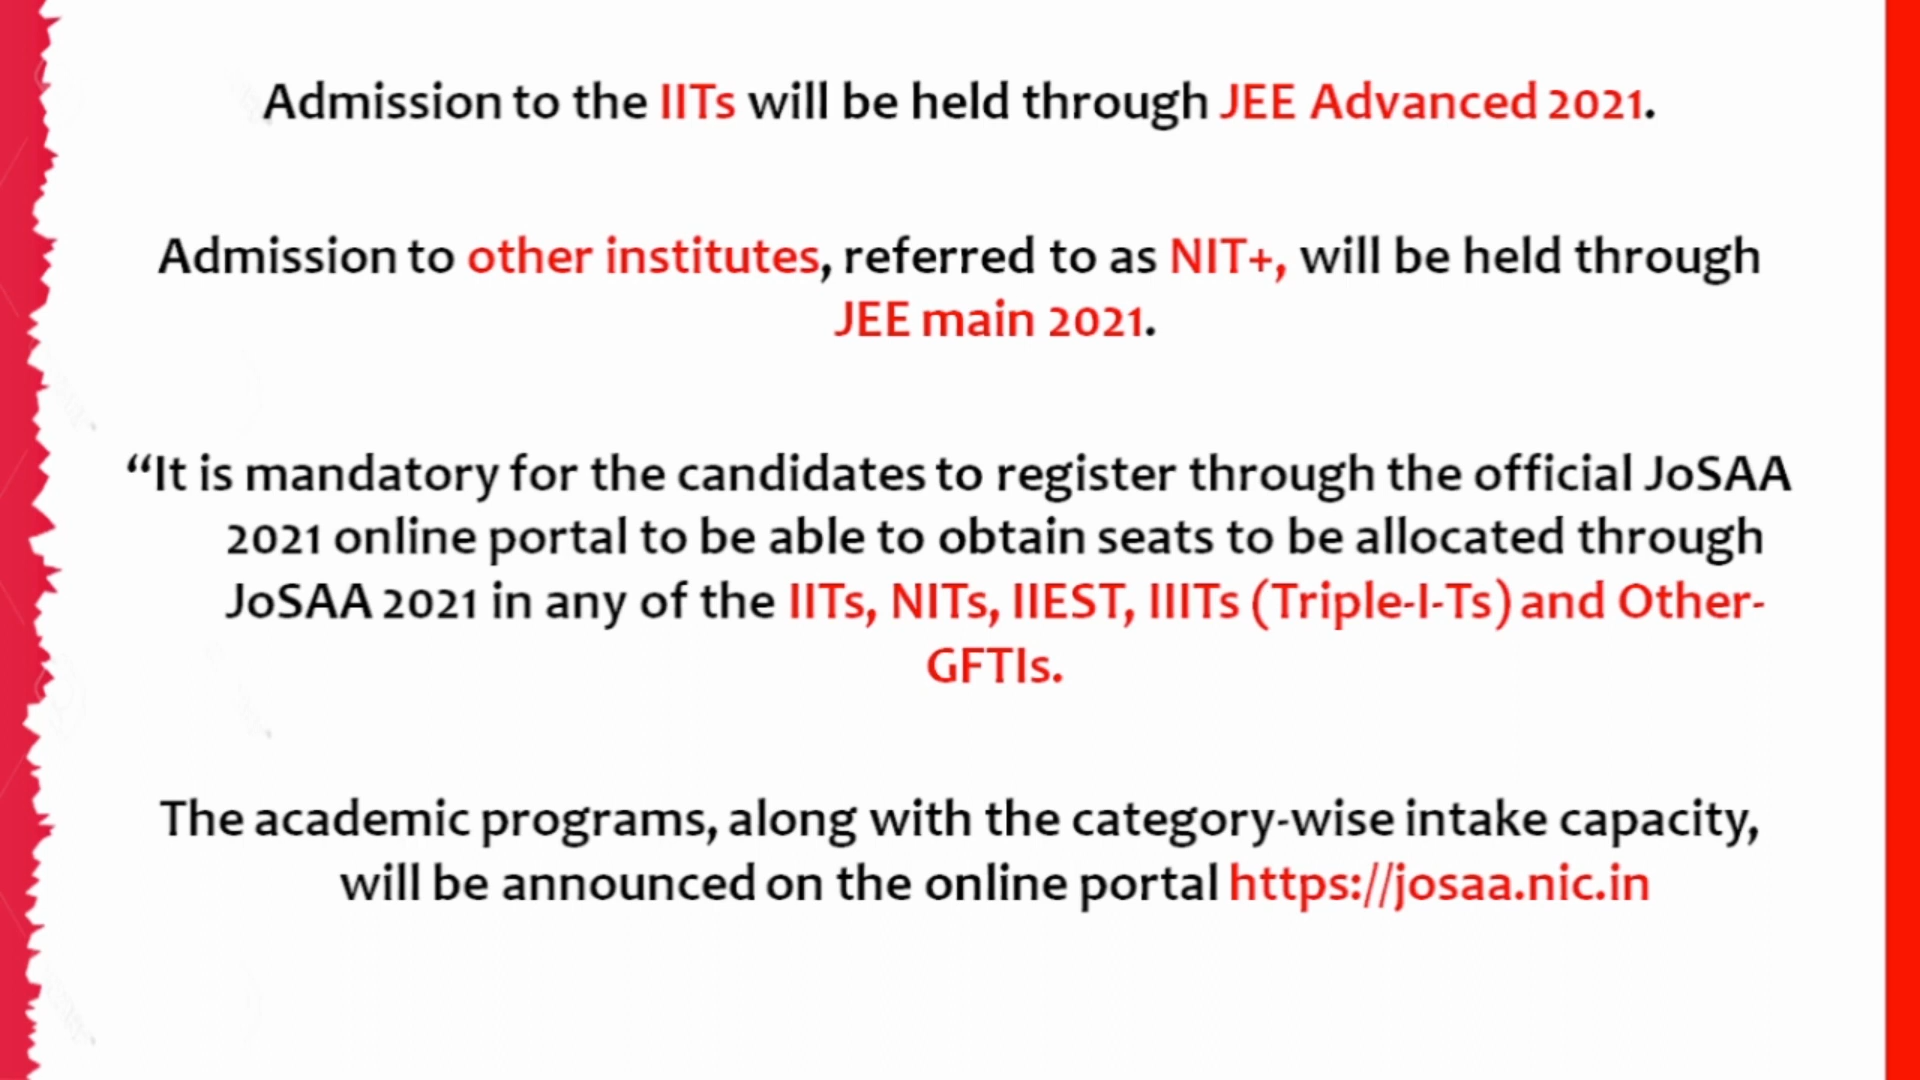 Admission to the IITs will be held through JEE Advanced 2021.
Admission to other institutes, referred to as NIT+, will be held through
JEE main 2021.
“It is mandatory for the candidates to register through the official JoSAA
2021 online portal to be able to obtain seats to be allocated through
JoSAA 2021 in any of the IITs, NITs, IIEST, IIITs (Triple-I-Ts) and Other-
GFTIs.
The academic programs, along with the category-wise intake capacity,
will be announced on the online portal https://josaa.nic.in